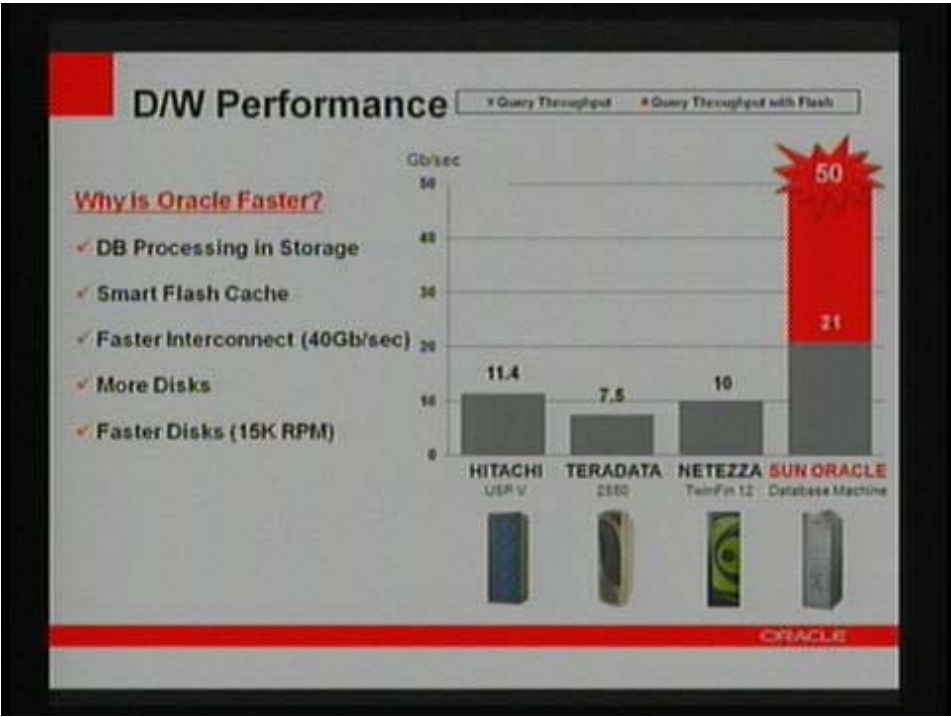 D/W Performance
Query Throughput
Query Throughput with Flash
Why is Oracle Faster?
✓ DB Processing in Storage
✓ Smart Flash Cache
✓ Faster Interconnect (40Gb/sec)
✓ More Disks
✓ Faster Disks (15K RPM)
Gb/sec
50
40
30
20
10
0
11.4
7.5
10
50
21
HITACHI
USP V
TERADATA
2550
NETEZZA
TwinFin 12
SUN ORACLE
Database Machine
ORACLE